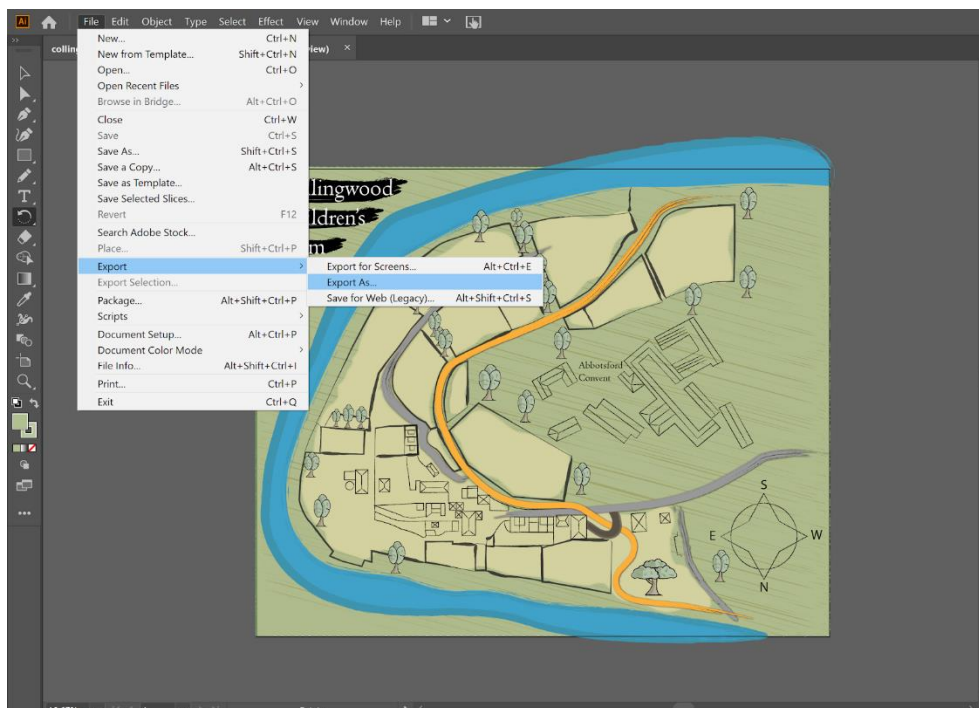 Ai File Edit Object Type Select Effect View Window Help
New... Ctrl+N
New from Template... Shift+Ctrl+N
Open... Ctrl+O
Open Recent Files >
Browse in Bridge... Alt+Ctrl+O
Close Ctrl+W
Save Ctrl+S
Save As... Shift+Ctrl+S
Save a Copy... Alt+Ctrl+S
Save as Template...
Save Selected Slices...
Revert F12
Search Adobe Stock...
Place... Shift+Ctrl+P
Export >
Export Selection...
Package... Alt+Shift+Ctrl+P
Scripts >
Document Setup... Alt+Ctrl+P
Document Color Mode >
File Info... Alt+Shift+Ctrl+I
Print... Ctrl+P
Exit Ctrl+Q
Export for Screens... Alt+Ctrl+E
Export As...
Save for Web (Legacy)... Alt+Shift+Ctrl+S
colling
lingwood
ldren's
m
Abbotsford
Convent
S
E W
N